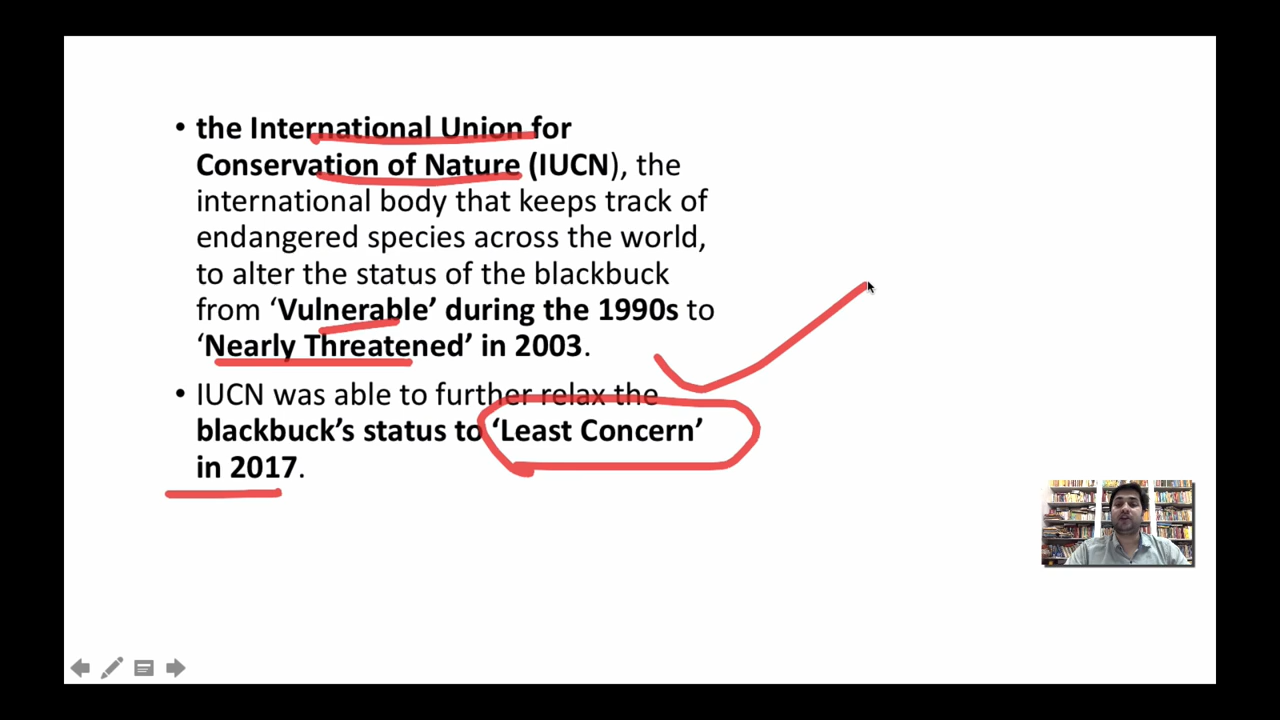 • the International Union for
Conservation of Nature (IUCN), the
international body that keeps track of
endangered species across the world,
to alter the status of the blackbuck
from ‘Vulnerable’ during the 1990s to
‘Nearly Threatened’ in 2003.
• IUCN was able to further relax the
blackbuck’s status to ‘Least Concern’
in 2017.